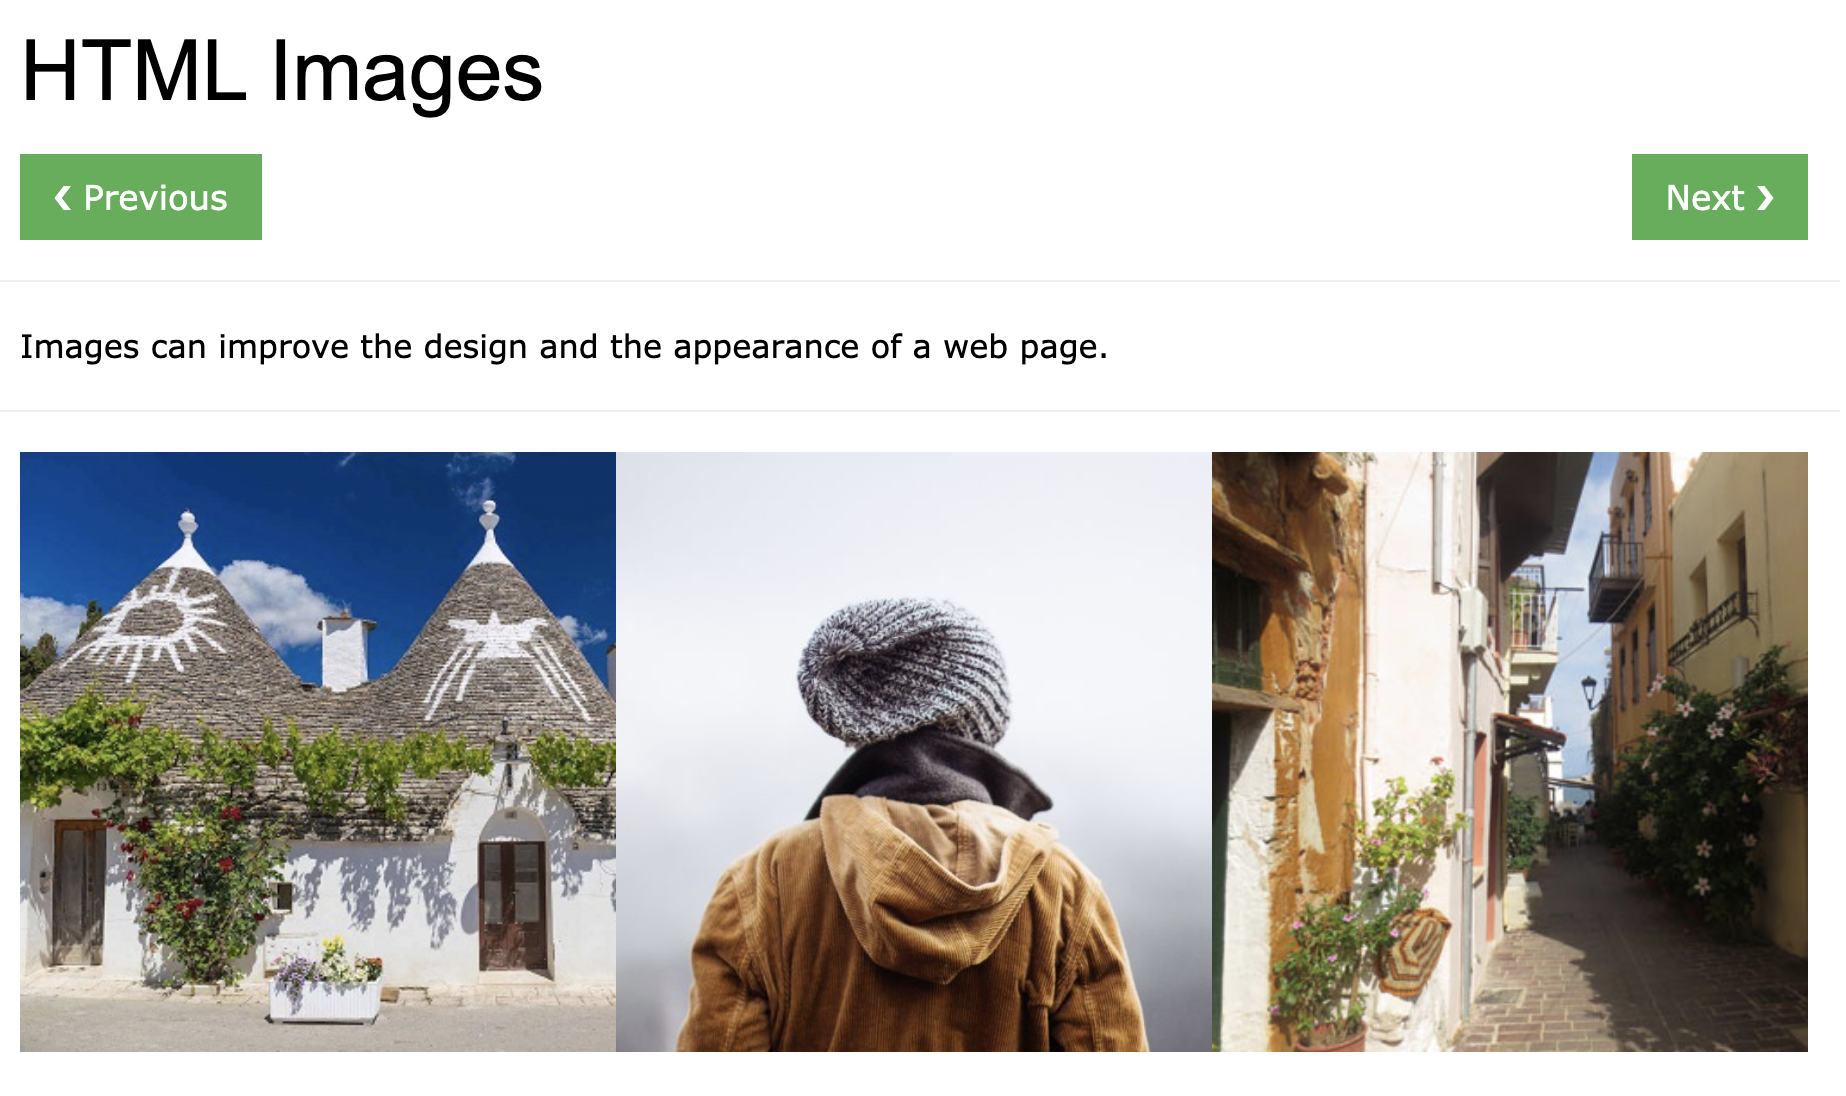 HTML Images
❮ Previous
Next ❯
Images can improve the design and the appearance of a web page.